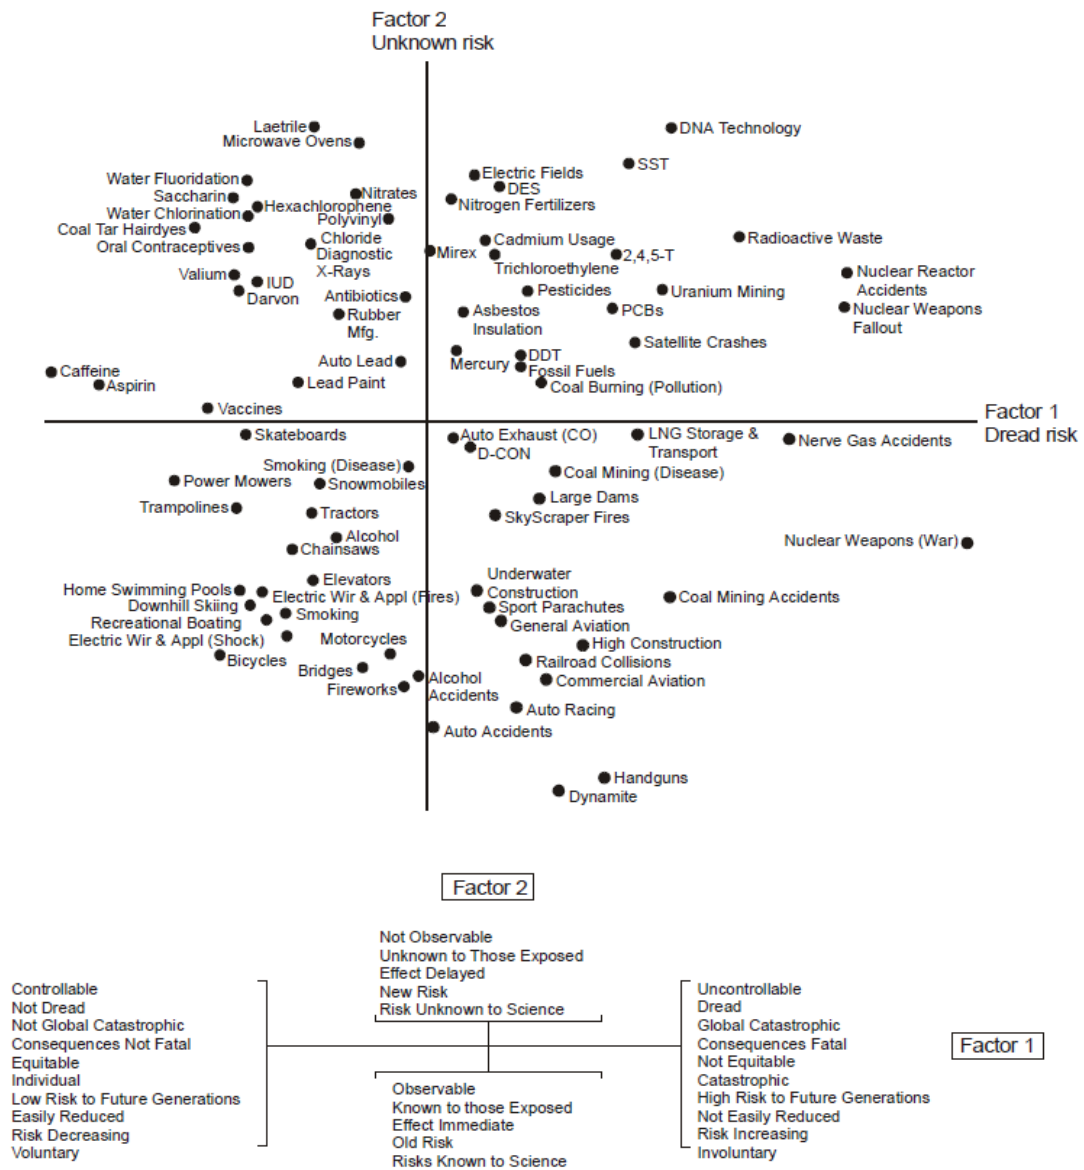 Factor 2
Unknown risk
Laetrile
DNA Technology
Microwave Ovens
SST
Water Fluoridation
Electric Fields
Saccharin
Nitrates
DES
Hexachlorophene
Nitrogen Fertilizers
Water Chlorination
Polyvinyl
Coal Tar Hairdyes
Chloride
Diagnostic
X-Rays
Oral Contraceptives
Cadmium Usage
Radioactive Waste
Mirex
Trichloroethylene
2,4,5-T
Valium
IUD
Darvon
Nuclear Reactor
Accidents
Antibiotics
Pesticides
Uranium Mining
Rubber
Mfg.
Asbestos
Insulation
PCBs
Nuclear Weapons
Fallout
Satellite Crashes
Auto Lead
Mercury
DDT
Fossil Fuels
Caffeine
Aspirin
Lead Paint
Coal Burning (Pollution)
Vaccines
Factor 1
Dread risk
Skateboards
Auto Exhaust (CO)
LNG Storage &
Transport
Nerve Gas Accidents
D-CON
Smoking (Disease)
Coal Mining (Disease)
Power Mowers
Snowmobiles
Large Dams
Trampolines
Tractors
SkyScraper Fires
Alcohol
Chainsaws
Nuclear Weapons (War)
Elevators
Underwater
Construction
Home Swimming Pools
Electric Wir & Appl (Fires)
Coal Mining Accidents
Downhill Skiing
Smoking
Sport Parachutes
Recreational Boating
General Aviation
Electric Wir & Appl (Shock)
Motorcycles
High Construction
Bicycles
Bridges
Railroad Collisions
Fireworks
Alcohol
Accidents
Commercial Aviation
Auto Racing
Auto Accidents
Handguns
Dynamite
Factor 2
Not Observable
Unknown to Those Exposed
Effect Delayed
New Risk
Risk Unknown to Science
Controllable
Not Dread
Not Global Catastrophic
Consequences Not Fatal
Equitable
Individual
Low Risk to Future Generations
Easily Reduced
Risk Decreasing
Voluntary
Uncontrollable
Dread
Global Catastrophic
Consequences Fatal
Not Equitable
Catastrophic
High Risk to Future Generations
Not Easily Reduced
Risk Increasing
Involuntary
Factor 1
Observable
Known to those Exposed
Effect Immediate
Old Risk
Risks Known to Science